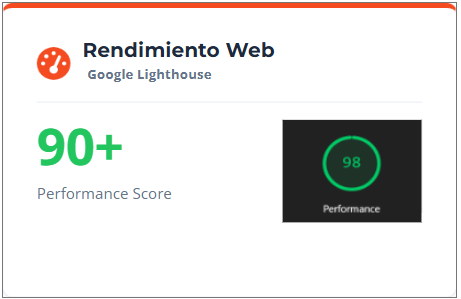 Rendimiento Web
Google Lighthouse
90+
Performance Score
98
Performance